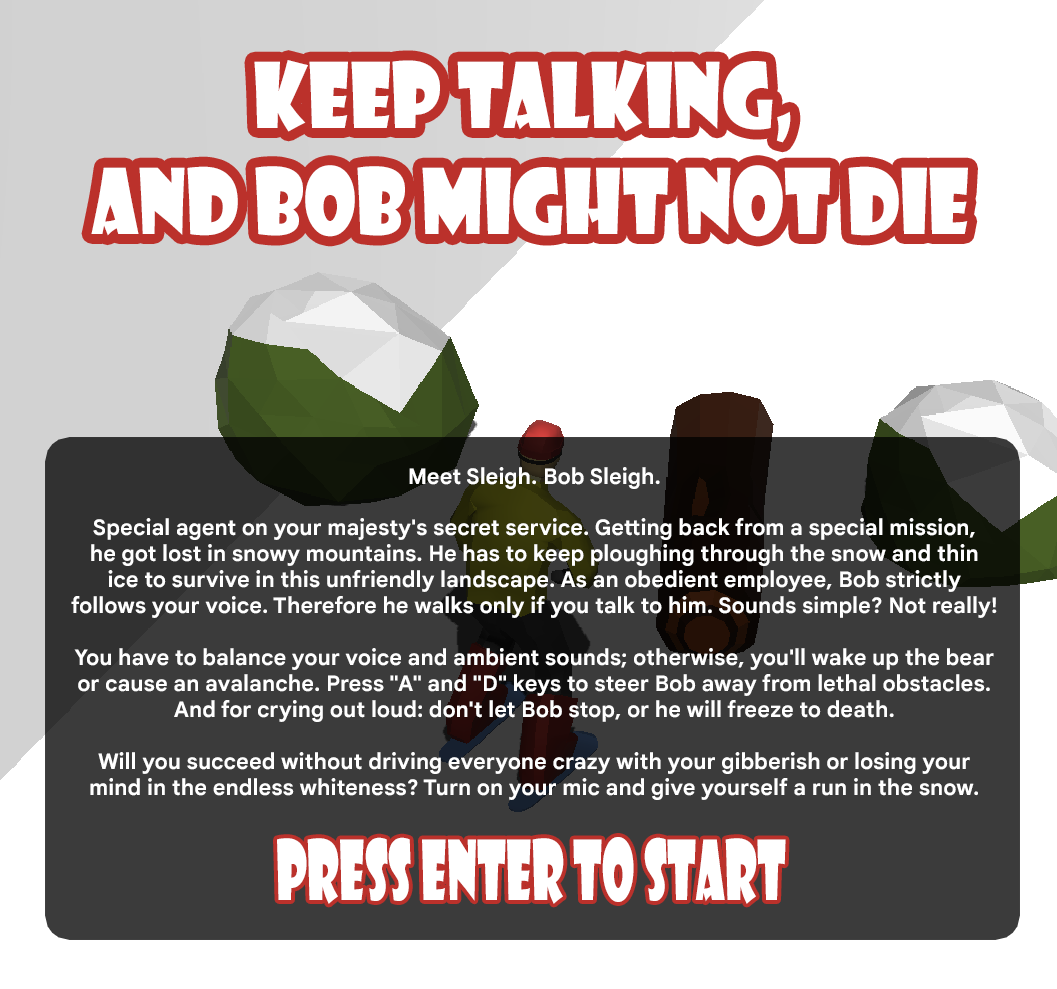 KEEP TALKING,
AND BOB MIGHT NOT DIE
Meet Sleigh. Bob Sleigh.
Special agent on your majesty's secret service. Getting back from a special mission,
he got lost in snowy mountains. He has to keep ploughing through the snow and thin
ice to survive in this unfriendly landscape. As an obedient employee, Bob strictly
follows your voice. Therefore he walks only if you talk to him. Sounds simple? Not really!
You have to balance your voice and ambient sounds; otherwise, you'll wake up the bear
or cause an avalanche. Press "A" and "D" keys to steer Bob away from lethal obstacles.
And for crying out loud: don't let Bob stop, or he will freeze to death.
Will you succeed without driving everyone crazy with your gibberish or losing your
mind in the endless whiteness? Turn on your mic and give yourself a run in the snow.
PRESS ENTER TO START